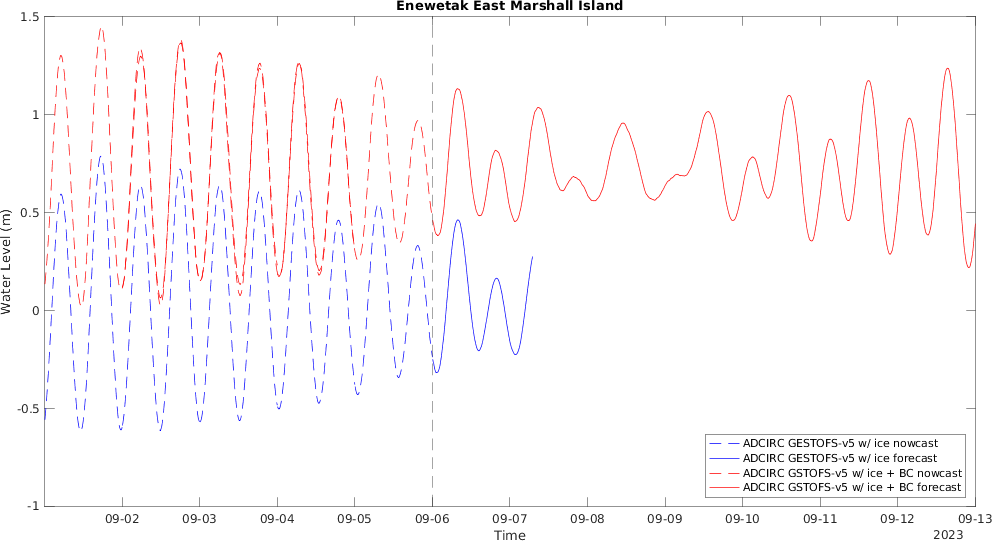 Enewetak East Marshall Island
1.5
1
0.5
0
-0.5
-1
Water Level (m)
ADCIRC GESTOFS-v5 w/ ice nowcast
ADCIRC GESTOFS-v5 w/ ice forecast
ADCIRC GSTOFS-v5 w/ ice + BC nowcast
ADCIRC GSTOFS-v5 w/ ice + BC forecast
09-02 09-03 09-04 09-05 09-06 09-07 09-08 09-09 09-10 09-11 09-12 09-13
Time
2023